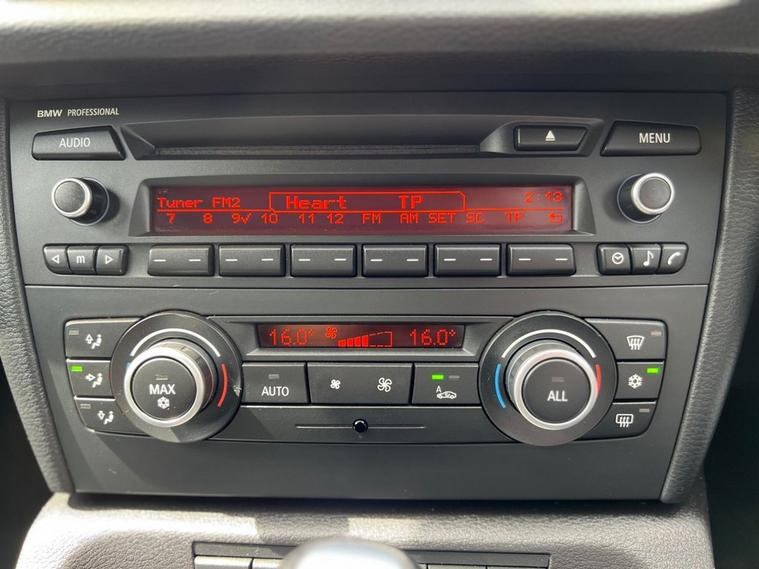 BMW PROFESSIONAL
AUDIO
MENU
Tuner FM2 Heart TP 2:43
7 8 9✓ 10 11 12 FM AM SET SC TP
m
16.0° 16.0°
MAX
AUTO
A
ALL